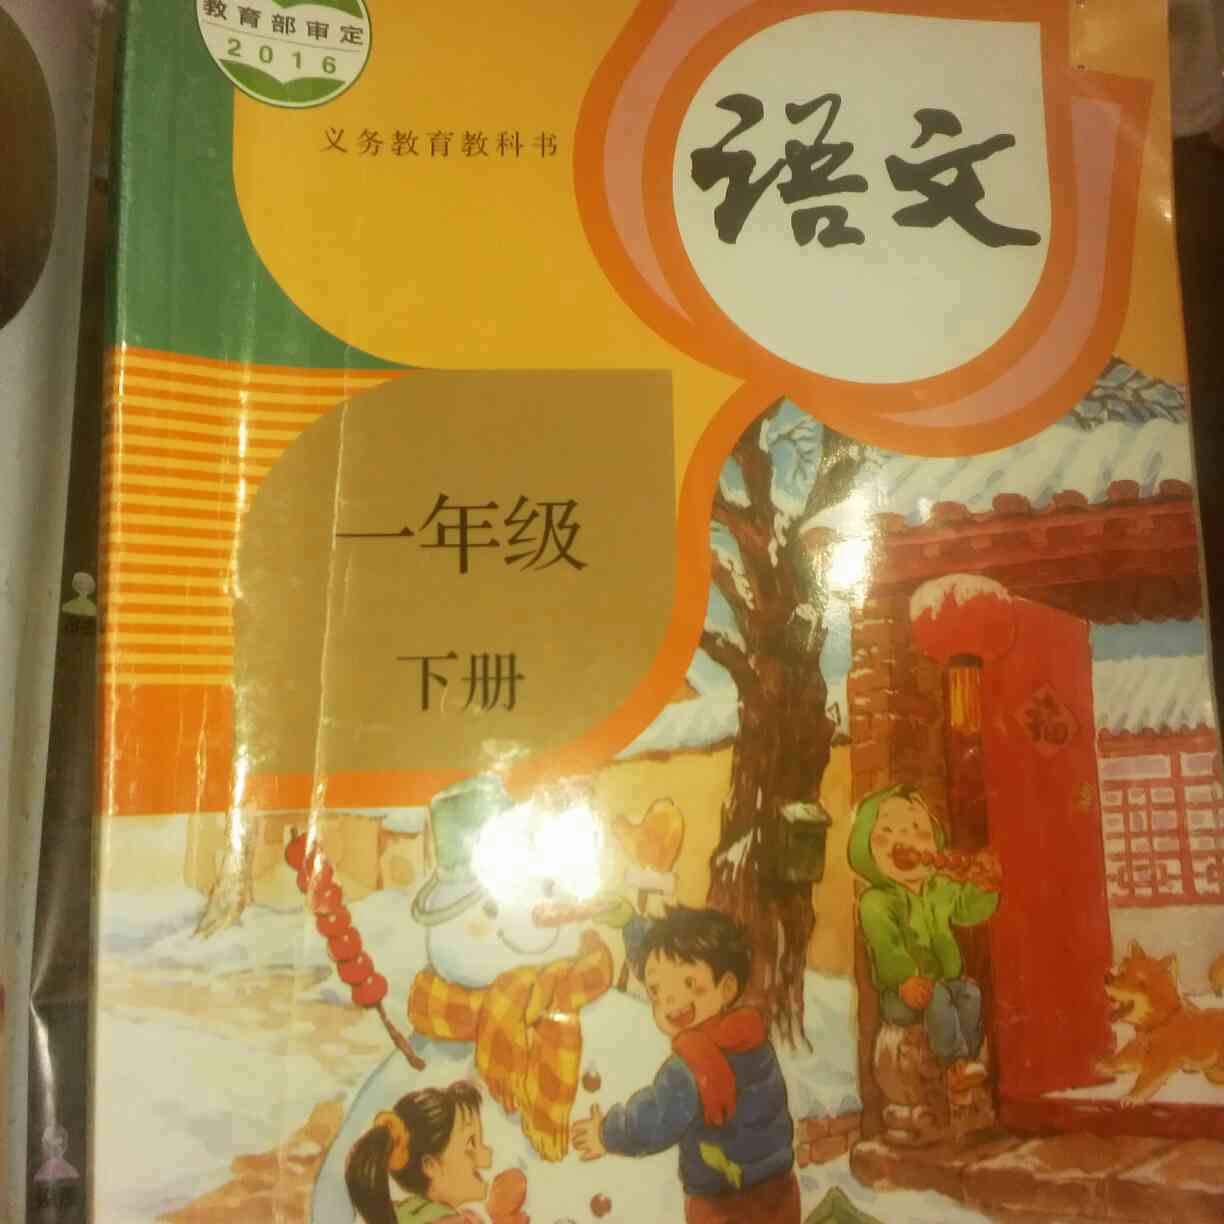 教育部审定
2016
义务教育教科书
语文
一年级
下册
福